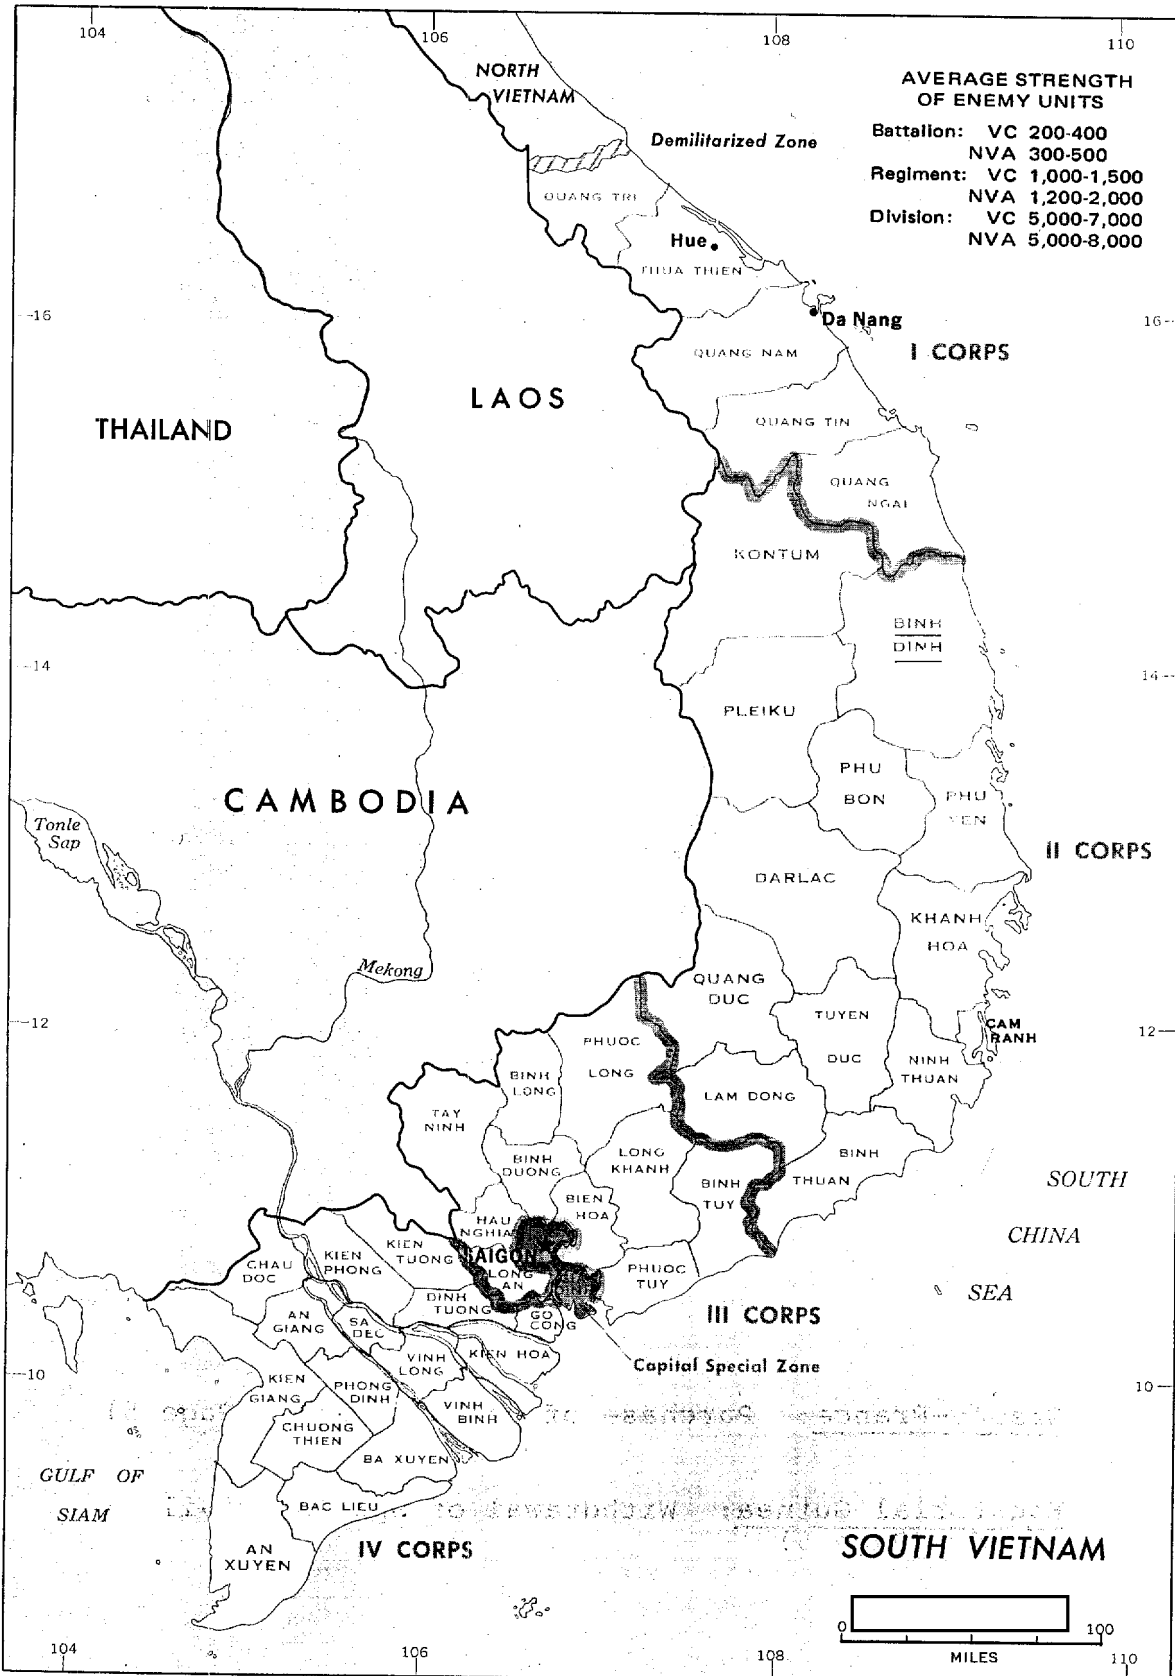 104
106
108
110
NORTH
VIETNAM
AVERAGE STRENGTH
OF ENEMY UNITS
Battalion: VC 200-400
NVA 300-500
Regiment: VC 1,000-1,500
NVA 1,200-2,000
Division: VC 5,000-7,000
NVA 5,000-8,000
Demilitarized Zone
QUANG TRI
Hue
THUA THIEN
16
Da Nang
16
I CORPS
QUANG NAM
LAOS
THAILAND
QUANG TIN
QUANG
NGAI
KONTUM
BINH
DINH
14
14
PLEIKU
PHU
BON
PHU
YEN
CAMBODIA
Tonle
Sap
II CORPS
DARLAC
KHANH
HOA
Mekong
QUANG
DUC
12
12
TUYEN
DUC
CAM
RANH
NINH
THUAN
PHUOC
LONG
BINH
LONG
LAM DONG
TAY
NINH
BINH
DUONG
LONG
KHANH
BINH
TUY
BINH
THUAN
BIEN
HOA
HAU
NGHIA
SAIGON
LONG
AN
PHUOC
TUY
SOUTH
CHINA
SEA
III CORPS
Capital Special Zone
CHAU
DOC
KIEN
PHONG
KIEN
TUONG
DINH
TUONG
GO
CONG
AN
GIANG
SA
DEC
VINH
LONG
KIEN HOA
10
10
KIEN
GIANG
PHONG
DINH
VINH
BINH
CHUONG
THIEN
BA XUYEN
GULF OF
SIAM
BAC LIEU
AN
XUYEN
IV CORPS
SOUTH VIETNAM
0
100
MILES
104
106
108
110